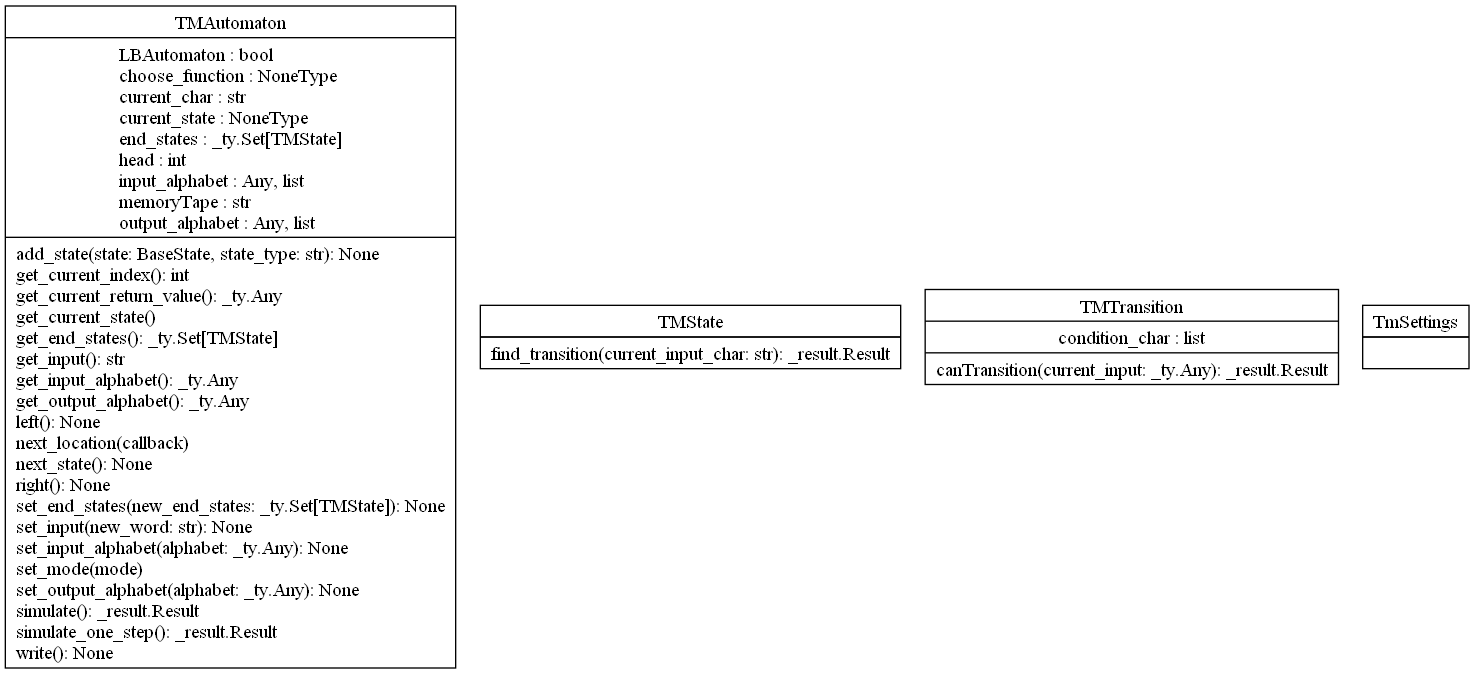 TMAutomaton
LBAutomaton : bool
choose_function : NoneType
current_char : str
current_state : NoneType
end_states : _ty.Set[TMState]
head : int
input_alphabet : Any, list
memoryTape : str
output_alphabet : Any, list
add_state(state: BaseState, state_type: str): None
get_current_index(): int
get_current_return_value(): _ty.Any
get_current_state()
get_end_states(): _ty.Set[TMState]
get_input(): str
get_input_alphabet(): _ty.Any
get_output_alphabet(): _ty.Any
left(): None
next_location(callback)
next_state(): None
right(): None
set_end_states(new_end_states: _ty.Set[TMState]): None
set_input(new_word: str): None
set_input_alphabet(alphabet: _ty.Any): None
set_mode(mode)
set_output_alphabet(alphabet: _ty.Any): None
simulate(): _result.Result
simulate_one_step(): _result.Result
write(): None
TMState
find_transition(current_input_char: str): _result.Result
TMTransition
condition_char : list
canTransition(current_input: _ty.Any): _result.Result
TmSettings